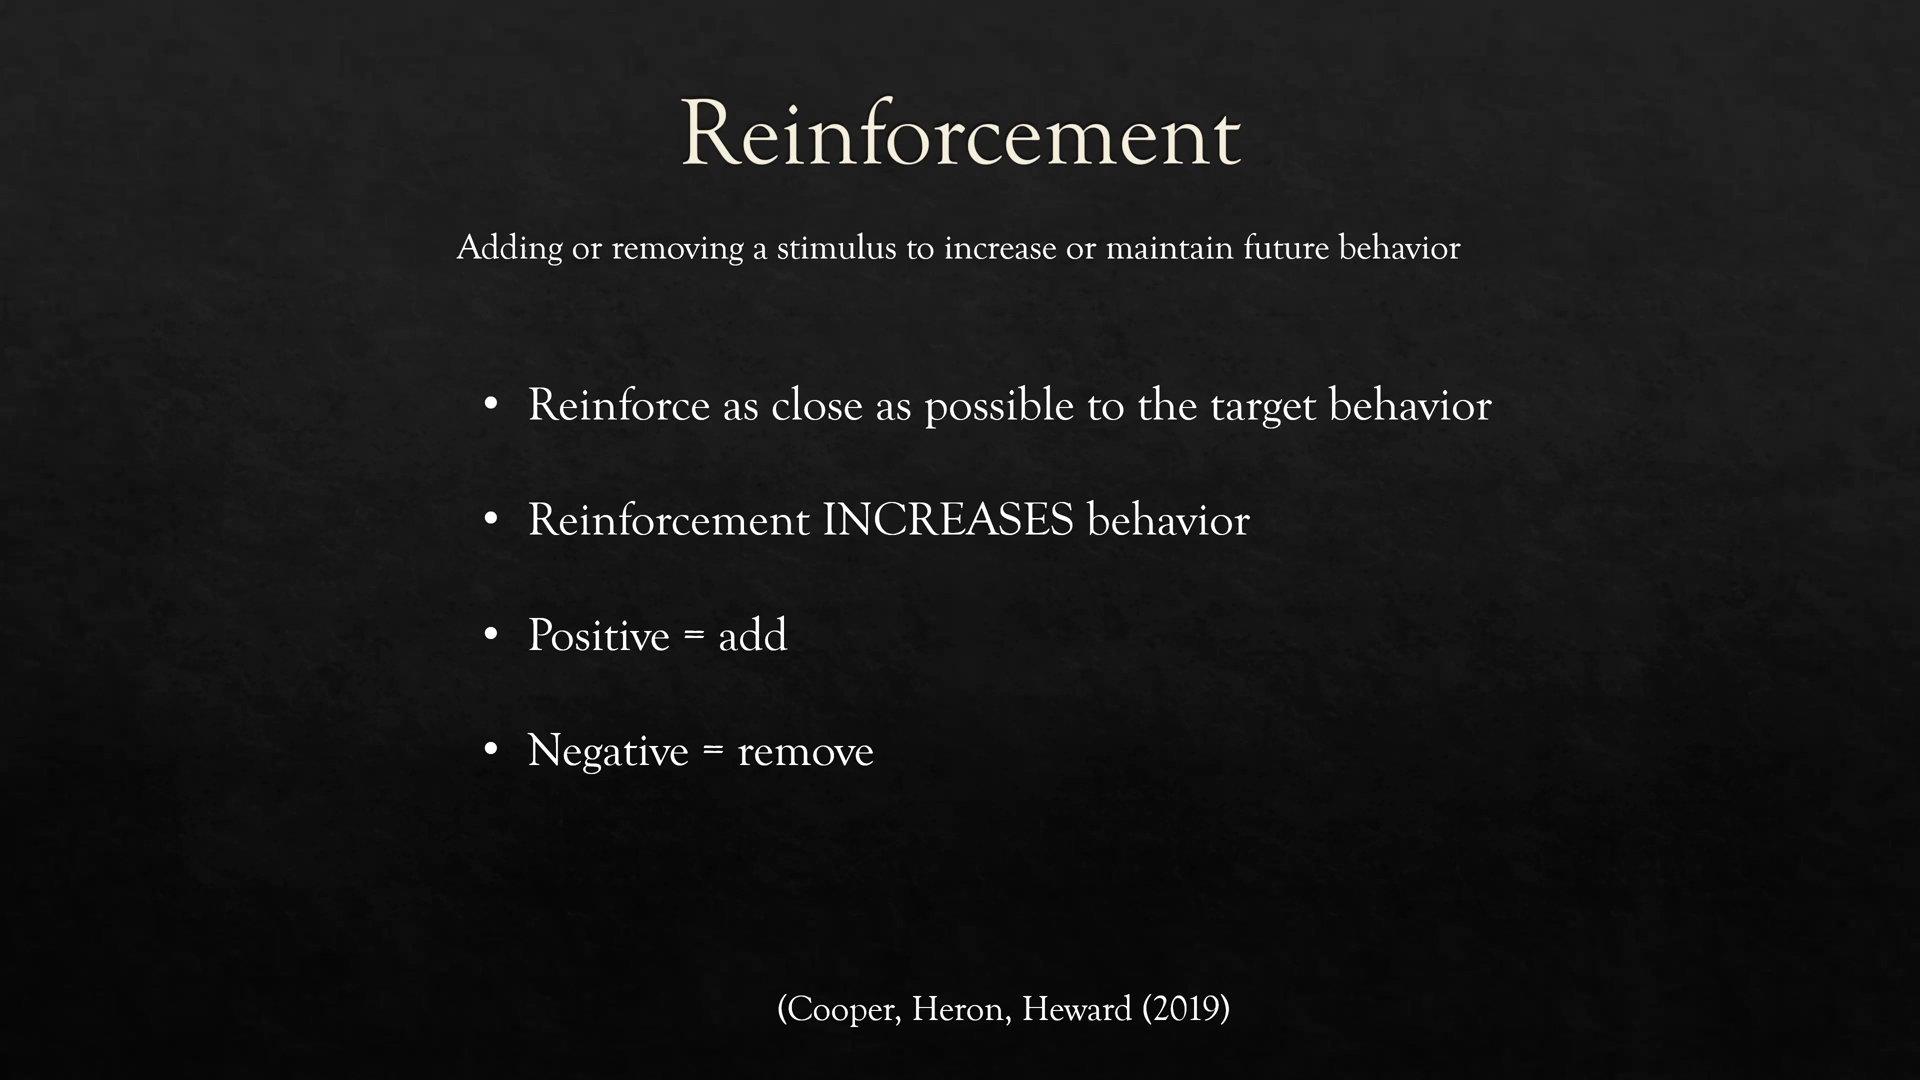 Reinforcement
Adding or removing a stimulus to increase or maintain future behavior
• Reinforce as close as possible to the target behavior
• Reinforcement INCREASES behavior
• Positive = add
• Negative = remove
(Cooper, Heron, Heward (2019)